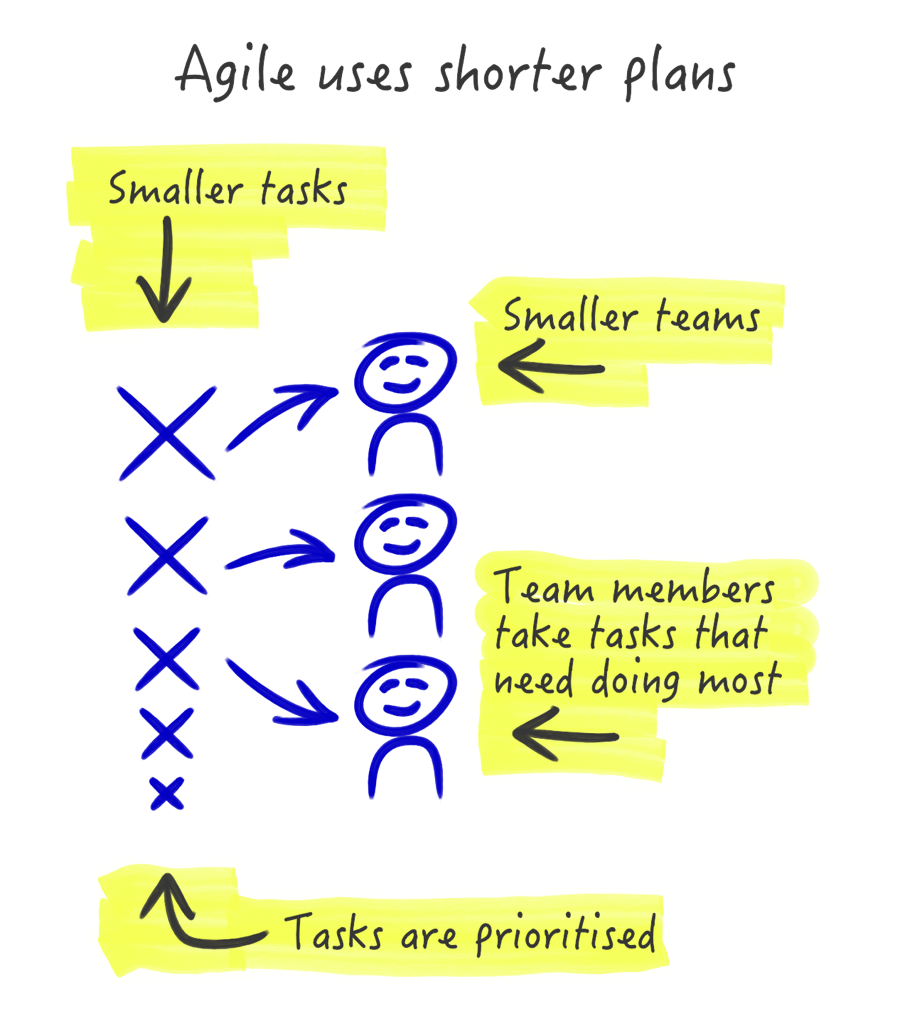 Agile uses shorter plans
Smaller tasks
Smaller teams
Team members
take tasks that
need doing most
Tasks are prioritised